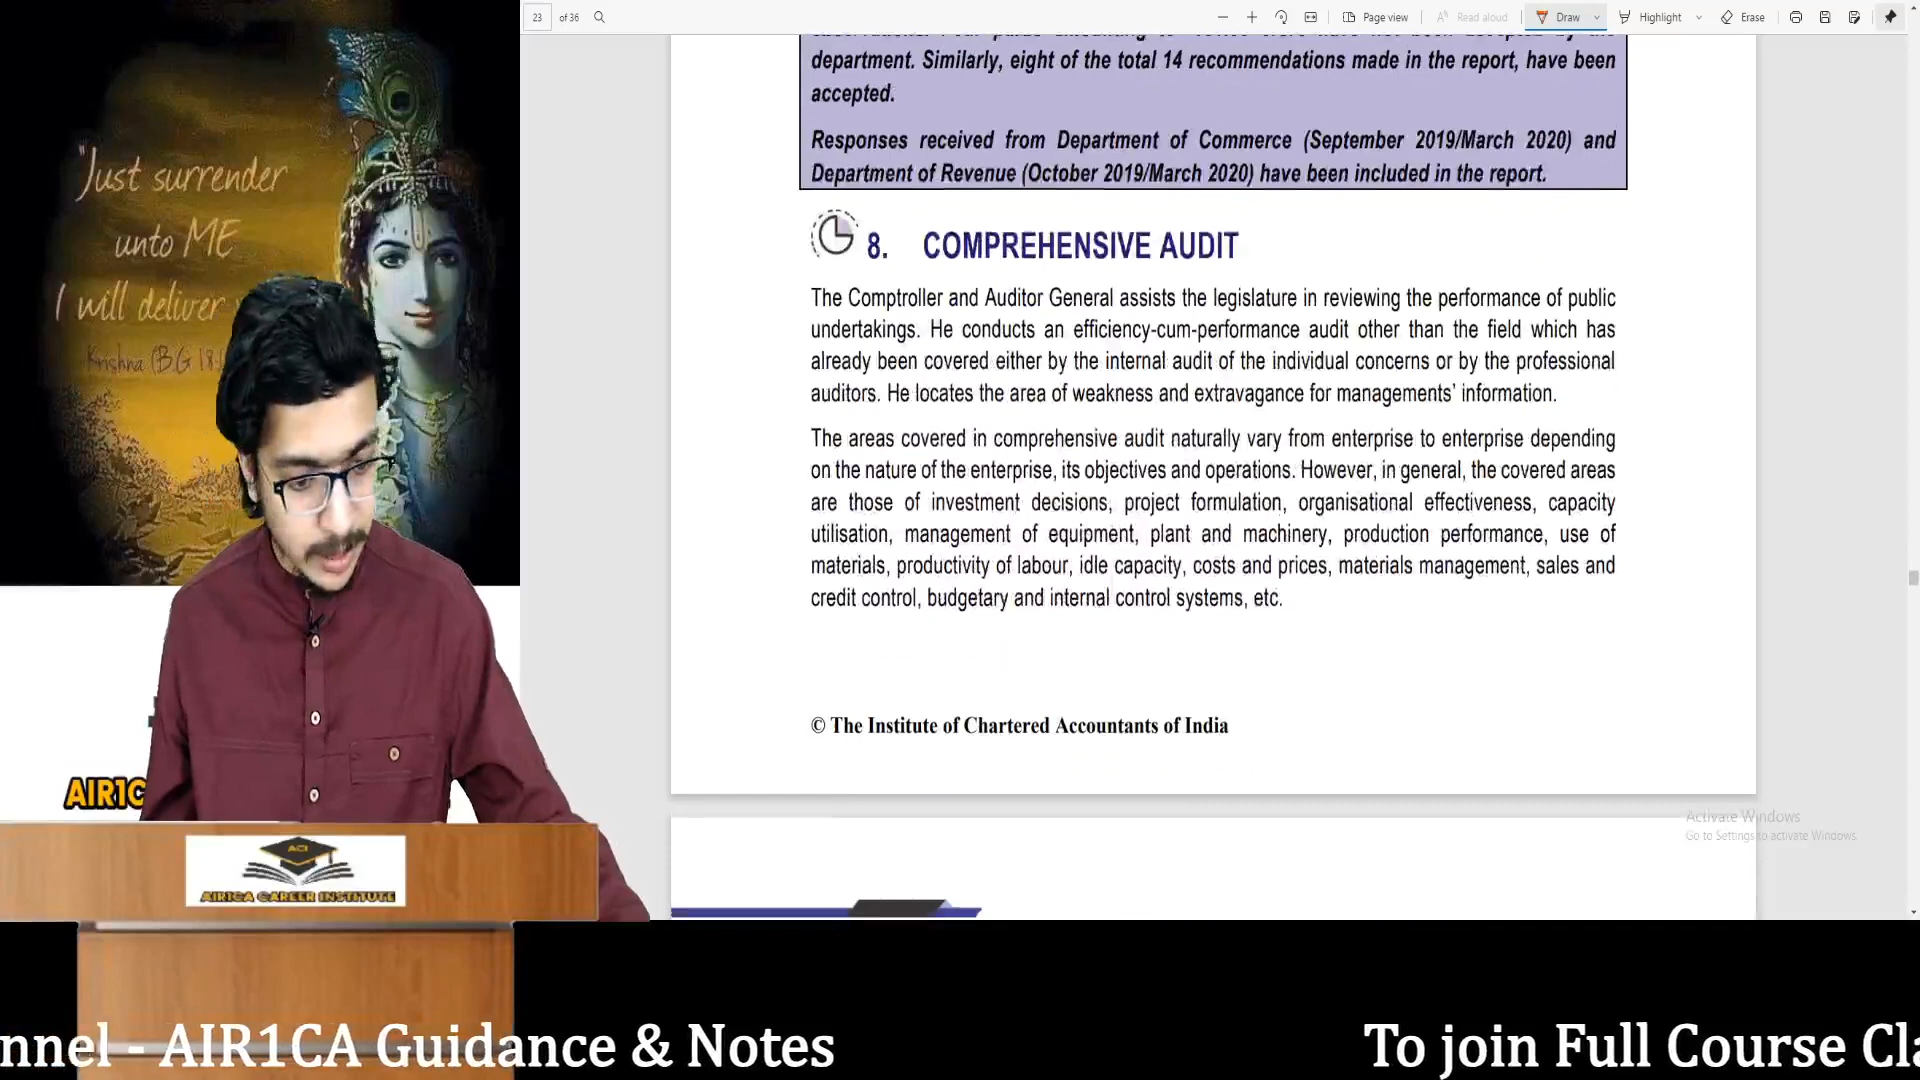 23 of 36
Page view
Read aloud
Draw
Highlight
Erase
department. Similarly, eight of the total 14 recommendations made in the report, have been
accepted.
Responses received from Department of Commerce (September 2019/March 2020) and
Department of Revenue (October 2019/March 2020) have been included in the report.
8. COMPREHENSIVE AUDIT
The Comptroller and Auditor General assists the legislature in reviewing the performance of public
undertakings. He conducts an efficiency-cum-performance audit other than the field which has
already been covered either by the internal audit of the individual concerns or by the professional
auditors. He locates the area of weakness and extravagance for managements' information.
The areas covered in comprehensive audit naturally vary from enterprise to enterprise depending
on the nature of the enterprise, its objectives and operations. However, in general, the covered areas
are those of investment decisions, project formulation, organisational effectiveness, capacity
utilisation, management of equipment, plant and machinery, production performance, use of
materials, productivity of labour, idle capacity, costs and prices, materials management, sales and
credit control, budgetary and internal control systems, etc.
© The Institute of Chartered Accountants of India
Activate Windows
Go to Settings to activate Windows.
"Just surrender
unto ME
I will deliver
Krishna (B.G 18:
AIR1C
ACI
AIR1CA CAREER INSTITUTE
nnel - AIR1CA Guidance & Notes
To join Full Course Cla